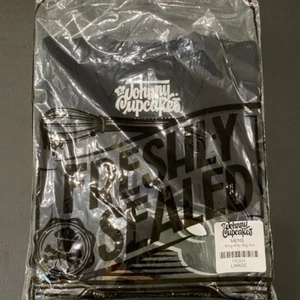 Johnny
Cupcakes
FRESHLY
SEALED
Johnny
Cupcakes
MENS
LARGE